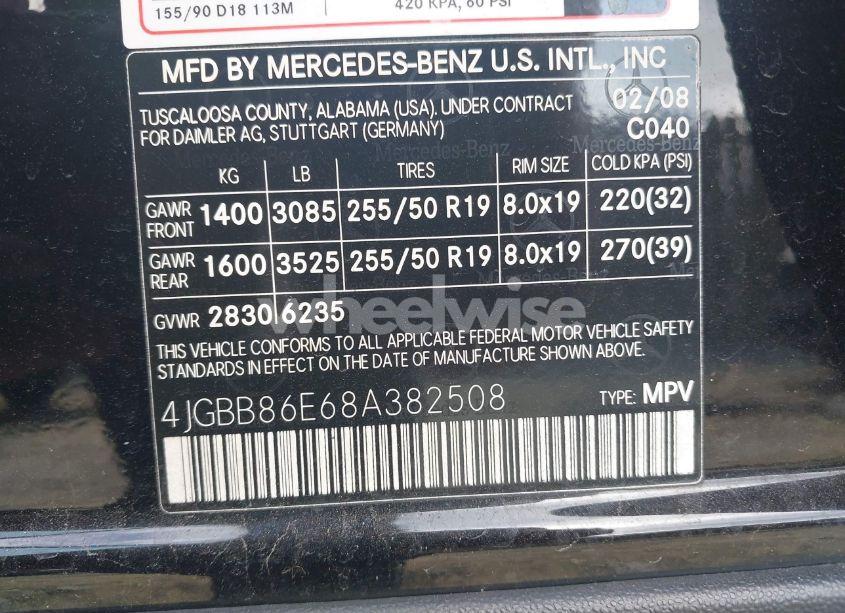 155/90 D18 113M 420 KPA, 60 PSI
MFD BY MERCEDES-BENZ U.S. INTL., INC
TUSCALOOSA COUNTY, ALABAMA (USA). UNDER CONTRACT 02/08
FOR DAIMLER AG, STUTTGART (GERMANY) C040
Mercedes-Benz Mercedes-Benz
KG LB TIRES RIM SIZE COLD KPA (PSI)
GAWR FRONT 1400 3085 255/50 R19 8.0x19 220(32)
GAWR REAR 1600 3525 255/50 R19 8.0x19 270(39)
wheelwise
GVWR 2830 6235
THIS VEHICLE CONFORMS TO ALL APPLICABLE FEDERAL MOTOR VEHICLE SAFETY
STANDARDS IN EFFECT ON THE DATE OF MANUFACTURE SHOWN ABOVE.
4JGBB86E68A382508 TYPE: MPV